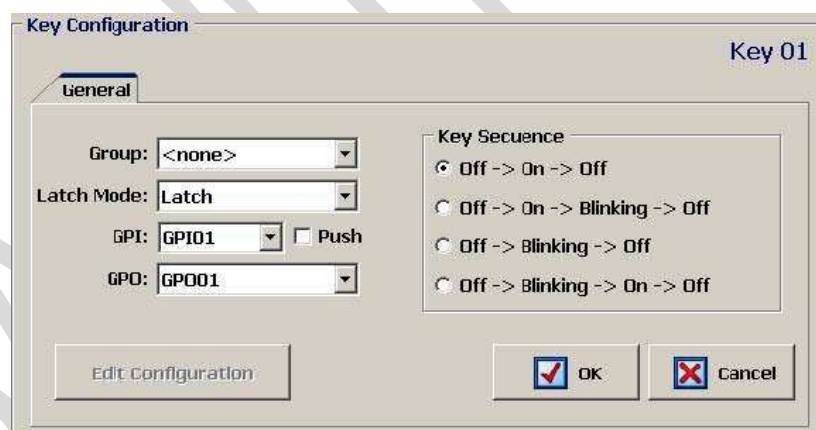 Key Configuration
Key 01
General
Group: <none>
Latch Mode: Latch
GPI: GPI01 Push
GPO: GPO01
Key Secuence
Off -> On -> Off
Off -> On -> Blinking -> Off
Off -> Blinking -> Off
Off -> Blinking -> On -> Off
Edit Configuration
OK
Cancel